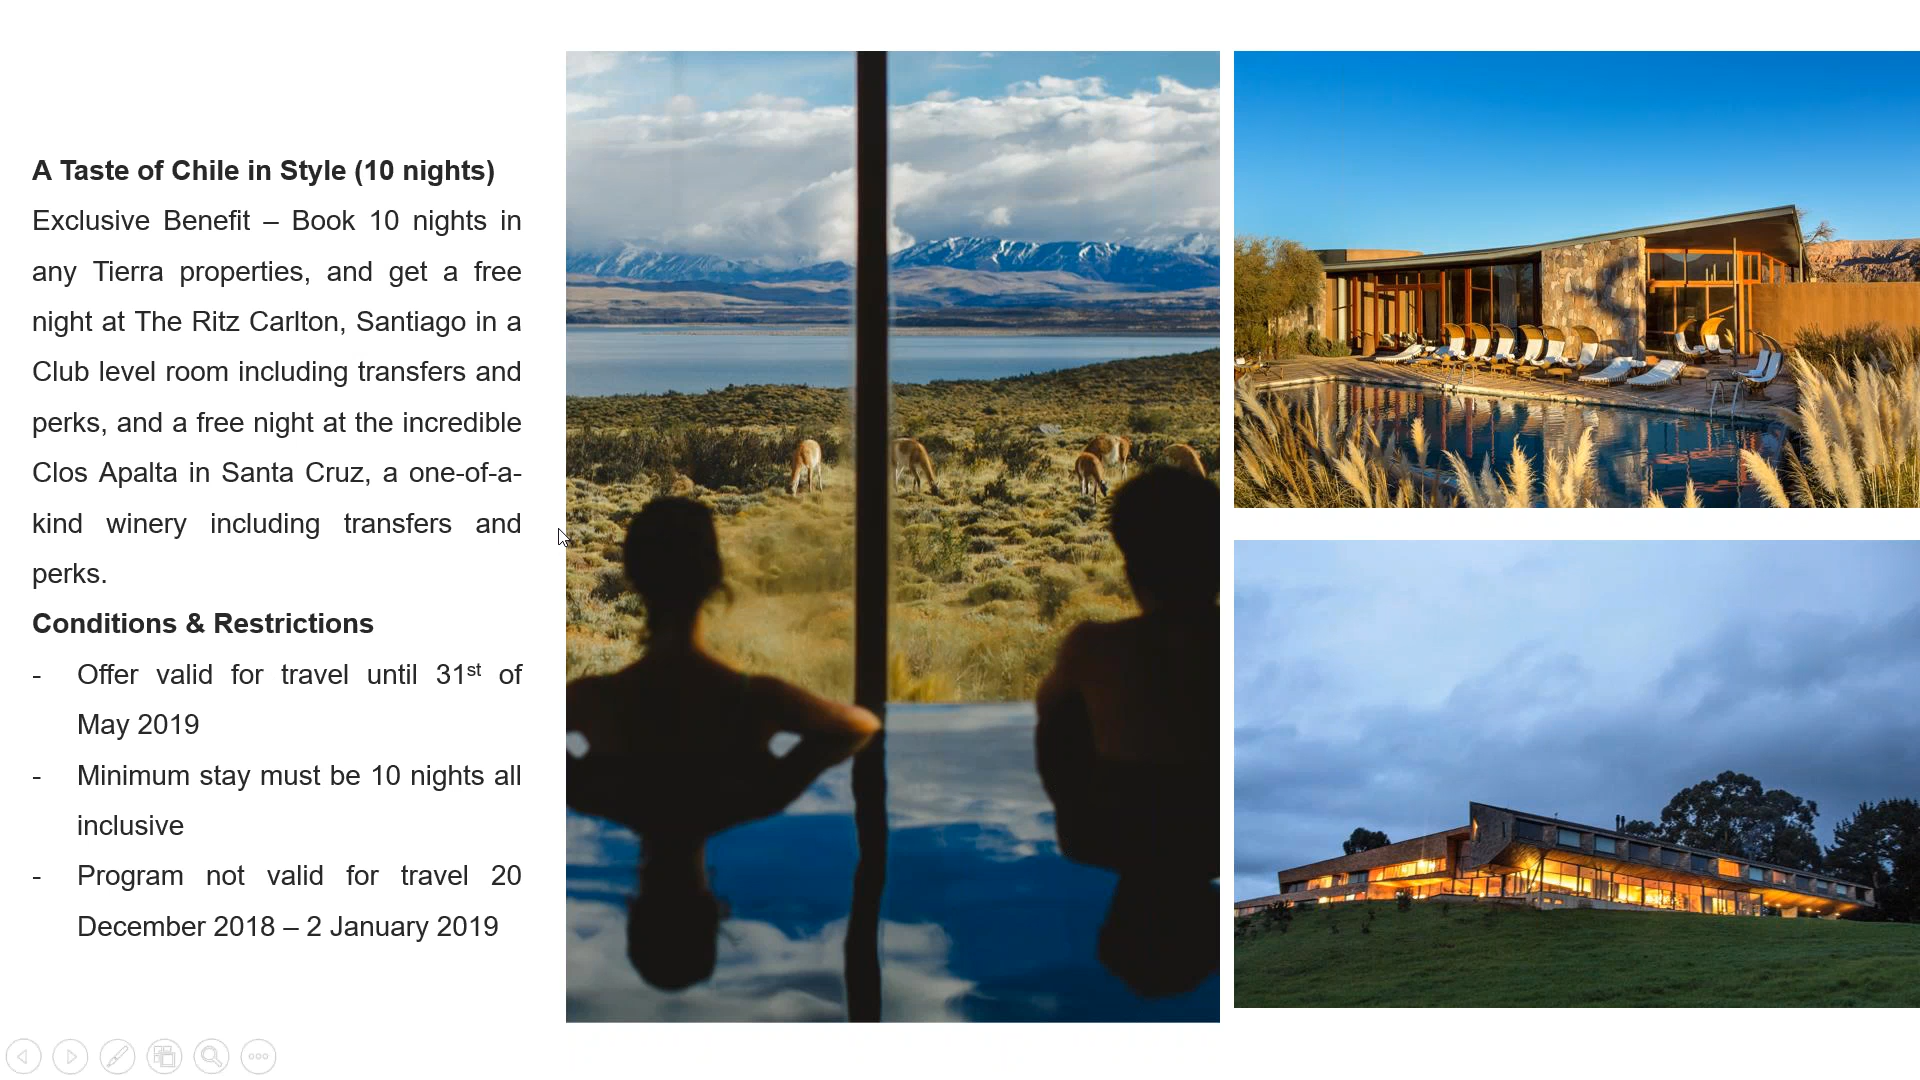 A Taste of Chile in Style (10 nights)
Exclusive Benefit – Book 10 nights in
any Tierra properties, and get a free
night at The Ritz Carlton, Santiago in a
Club level room including transfers and
perks, and a free night at the incredible
Clos Apalta in Santa Cruz, a one-of-a-
kind winery including transfers and
perks.
Conditions & Restrictions
- Offer valid for travel until 31st of
May 2019
- Minimum stay must be 10 nights all
inclusive
- Program not valid for travel 20
December 2018 – 2 January 2019